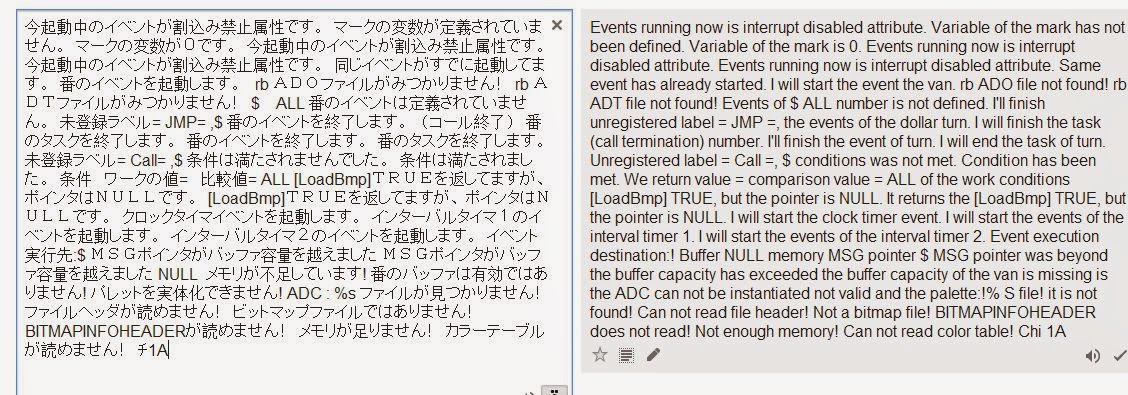 今起動中のイベントが割込み禁止属性です。 マークの変数が定義されていま
せん。 マークの変数が０です。 今起動中のイベントが割込み禁止属性です。
今起動中のイベントが割込み禁止属性です。 同じイベントがすでに起動してま
す。 番のイベントを起動します。 rb ＡＤＯファイルがみつかりません！ rb Ａ
ＤＴファイルがみつかりません！ $ ALL 番のイベントは定義されていませ
ん。 未登録ラベル= JMP= ,$ 番のイベントを終了します。（コール終了） 番
のタスクを終了します。 番のイベントを終了します。 番のタスクを終了します。
未登録ラベル= Call= ,$ 条件は満たされませんでした。 条件は満たされまし
た。 条件 ワークの値= 比較値= ALL [LoadBmp]ＴＲＵＥを返してますが、
ポインタはＮＵＬＬです。 [LoadBmp]ＴＲＵＥを返してますが、ポインタはＮ
ＵＬＬです。 クロックタイマイベントを起動します。 インターバルタイマ１のイ
ベントを起動します。 インターバルタイマ２のイベントを起動します。 イベント
実行先:$ ＭＳＧポインタがバッファ容量を越えました ＭＳＧポインタがバッフ
ァ容量を越えました NULL メモリが不足しています! 番のバッファは有効ではあ
りません! パレットを実体化できません! ADC : %s ファイルが見つかりません！
ファイルヘッダが読めません！ ビットマップファイルではありません！
BITMAPINFOHEADERが読めません！ メモリが足りません！ カラーテーブル
が読めません！ ﾁ1A
Events running now is interrupt disabled attribute. Variable of the mark has not
been defined. Variable of the mark is 0. Events running now is interrupt
disabled attribute. Events running now is interrupt disabled attribute. Same
event has already started. I will start the event the van. rb ADO file not found! rb
ADT file not found! Events of $ ALL number is not defined. I'll finish
unregistered label = JMP =, the events of the dollar turn. I will finish the task
(call termination) number. I'll finish the event of turn. I will end the task of turn.
Unregistered label = Call =, $ conditions was not met. Condition has been
met. We return value = comparison value = ALL of the work conditions
[LoadBmp] TRUE, but the pointer is NULL. It returns the [LoadBmp] TRUE, but
the pointer is NULL. I will start the clock timer event. I will start the events of the
interval timer 1. I will start the events of the interval timer 2. Event execution
destination:! Buffer NULL memory MSG pointer $ MSG pointer was beyond
the buffer capacity has exceeded the buffer capacity of the van is missing is
the ADC can not be instantiated not valid and the palette:!% S file! it is not
found! Can not read file header! Not a bitmap file! BITMAPINFOHEADER
does not read! Not enough memory! Can not read color table! Chi 1A